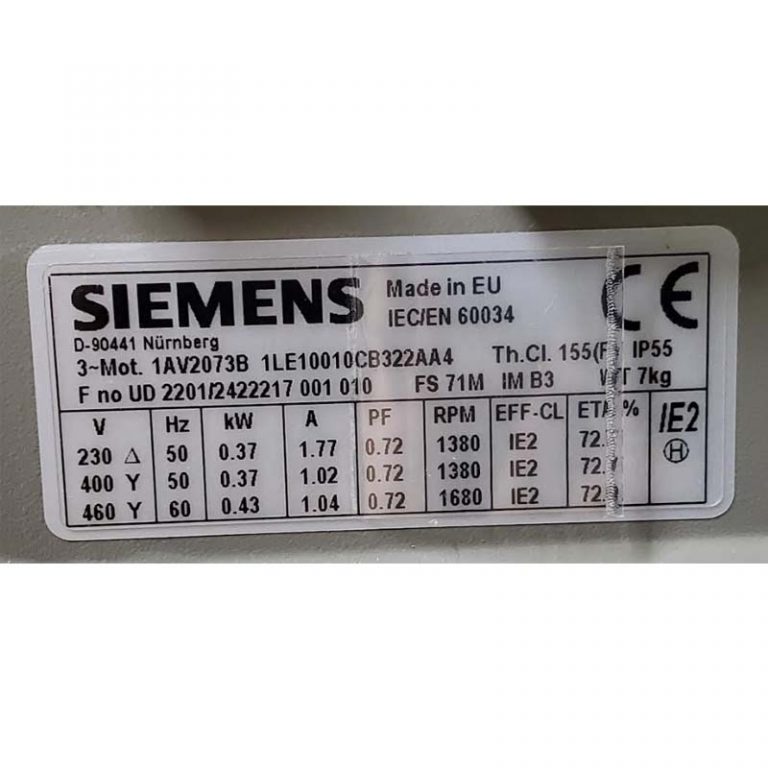 SIEMENS Made in EU CE
D-90441 Nürnberg IEC/EN 60034
3~Mot. 1AV2073B 1LE10010CB322AA4 Th.Cl. 155(F) IP55
F no UD 2201/2422217 001 010 FS 71M IM B3 WT 7kg
V Hz kW A PF RPM EFF-CL ETA % IE2
230 Δ 50 0.37 1.77 0.72 1380 IE2
400 Y 50 0.37 1.02 0.72 1380 IE2
460 Y 60 0.43 1.04 0.72 1680 IE2
H